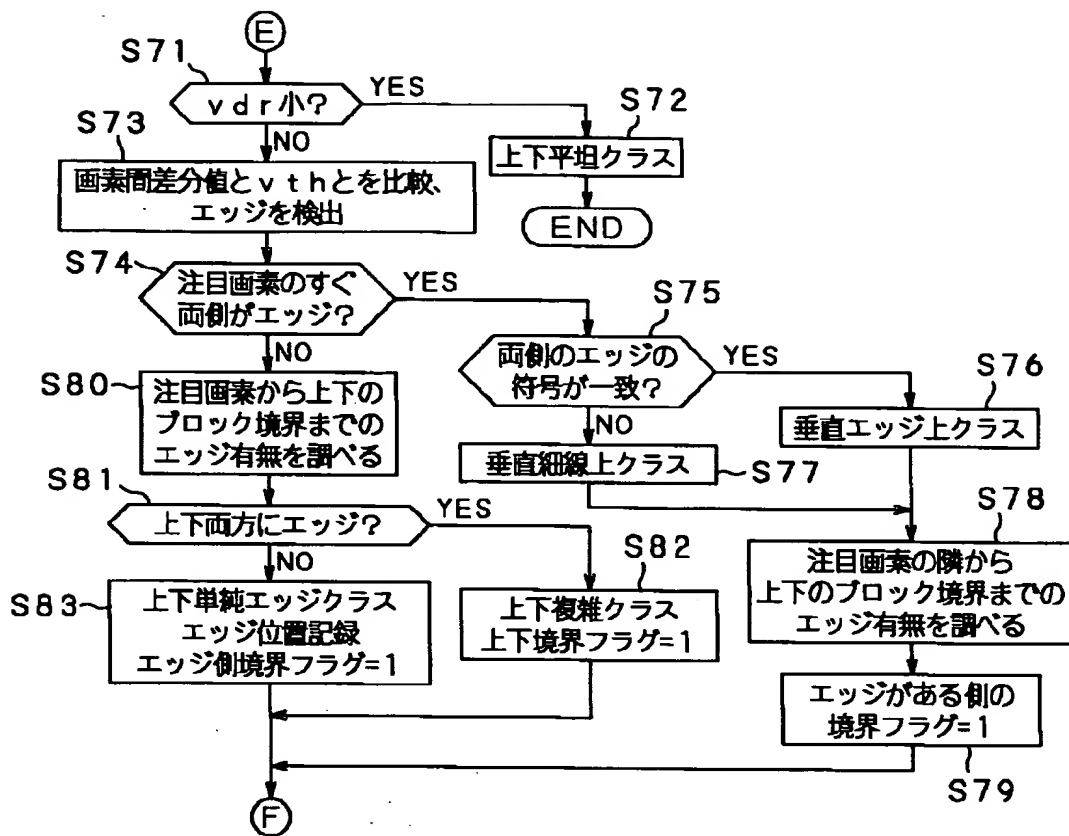 E
S71
vdr小?
YES
S72
上下平坦クラス
END
NO
S73
画素間差分値とvthとを比較、
エッジを検出
S74
注目画素のすぐ
両側がエッジ?
YES
S75
両側のエッジの
符号が一致?
YES
S76
垂直エッジ上クラス
NO
垂直細線上クラス
S77
NO
S80
注目画素から上下の
ブロック境界までの
エッジ有無を調べる
S78
注目画素の隣から
上下のブロック境界までの
エッジ有無を調べる
S81
上下両方にエッジ?
YES
S82
上下複雑クラス
上下境界フラグ=1
NO
S83
上下単純エッジクラス
エッジ位置記録
エッジ側境界フラグ=1
エッジがある側の
境界フラグ=1
S79
F